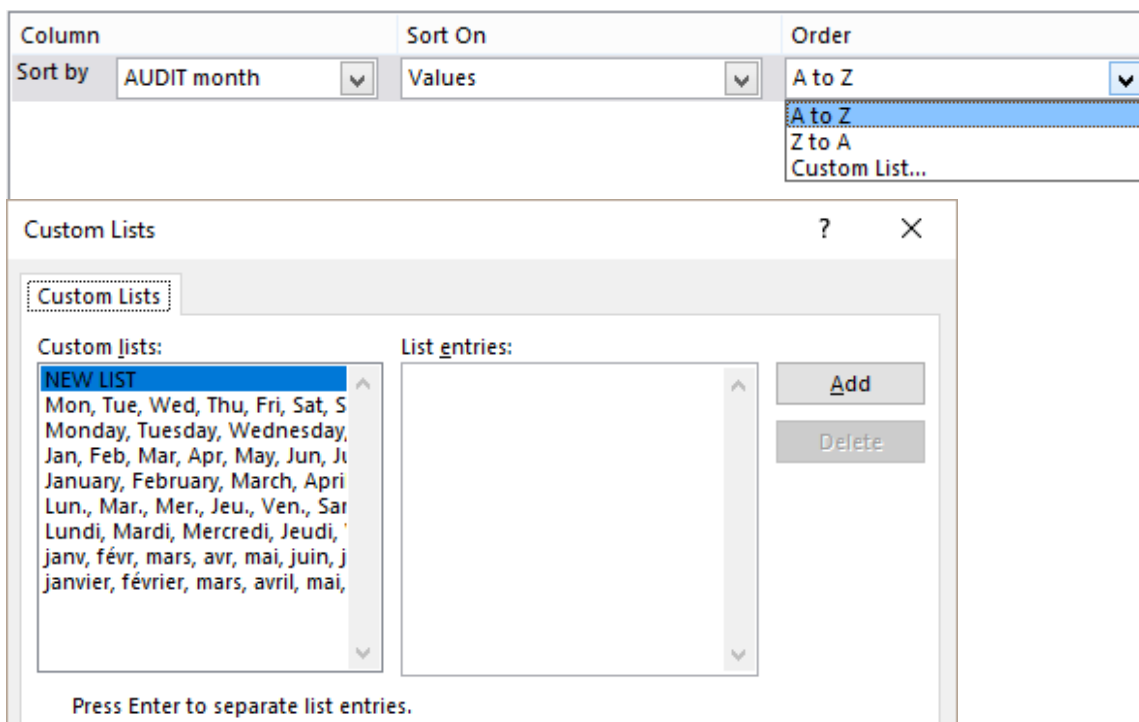 Column Sort On Order
Sort by AUDIT month Values A to Z
A to Z
Z to A
Custom List...
Custom Lists ?
Custom Lists
Custom lists: List entries:
NEW LIST
Mon, Tue, Wed, Thu, Fri, Sat, S
Monday, Tuesday, Wednesday,
Jan, Feb, Mar, Apr, May, Jun, Ju
January, February, March, Apri
Lun., Mar., Mer., Jeu., Ven., Sar
Lundi, Mardi, Mercredi, Jeudi, '
janv, févr, mars, avr, mai, juin, j
janvier, février, mars, avril, mai,
Add
Delete
Press Enter to separate list entries.